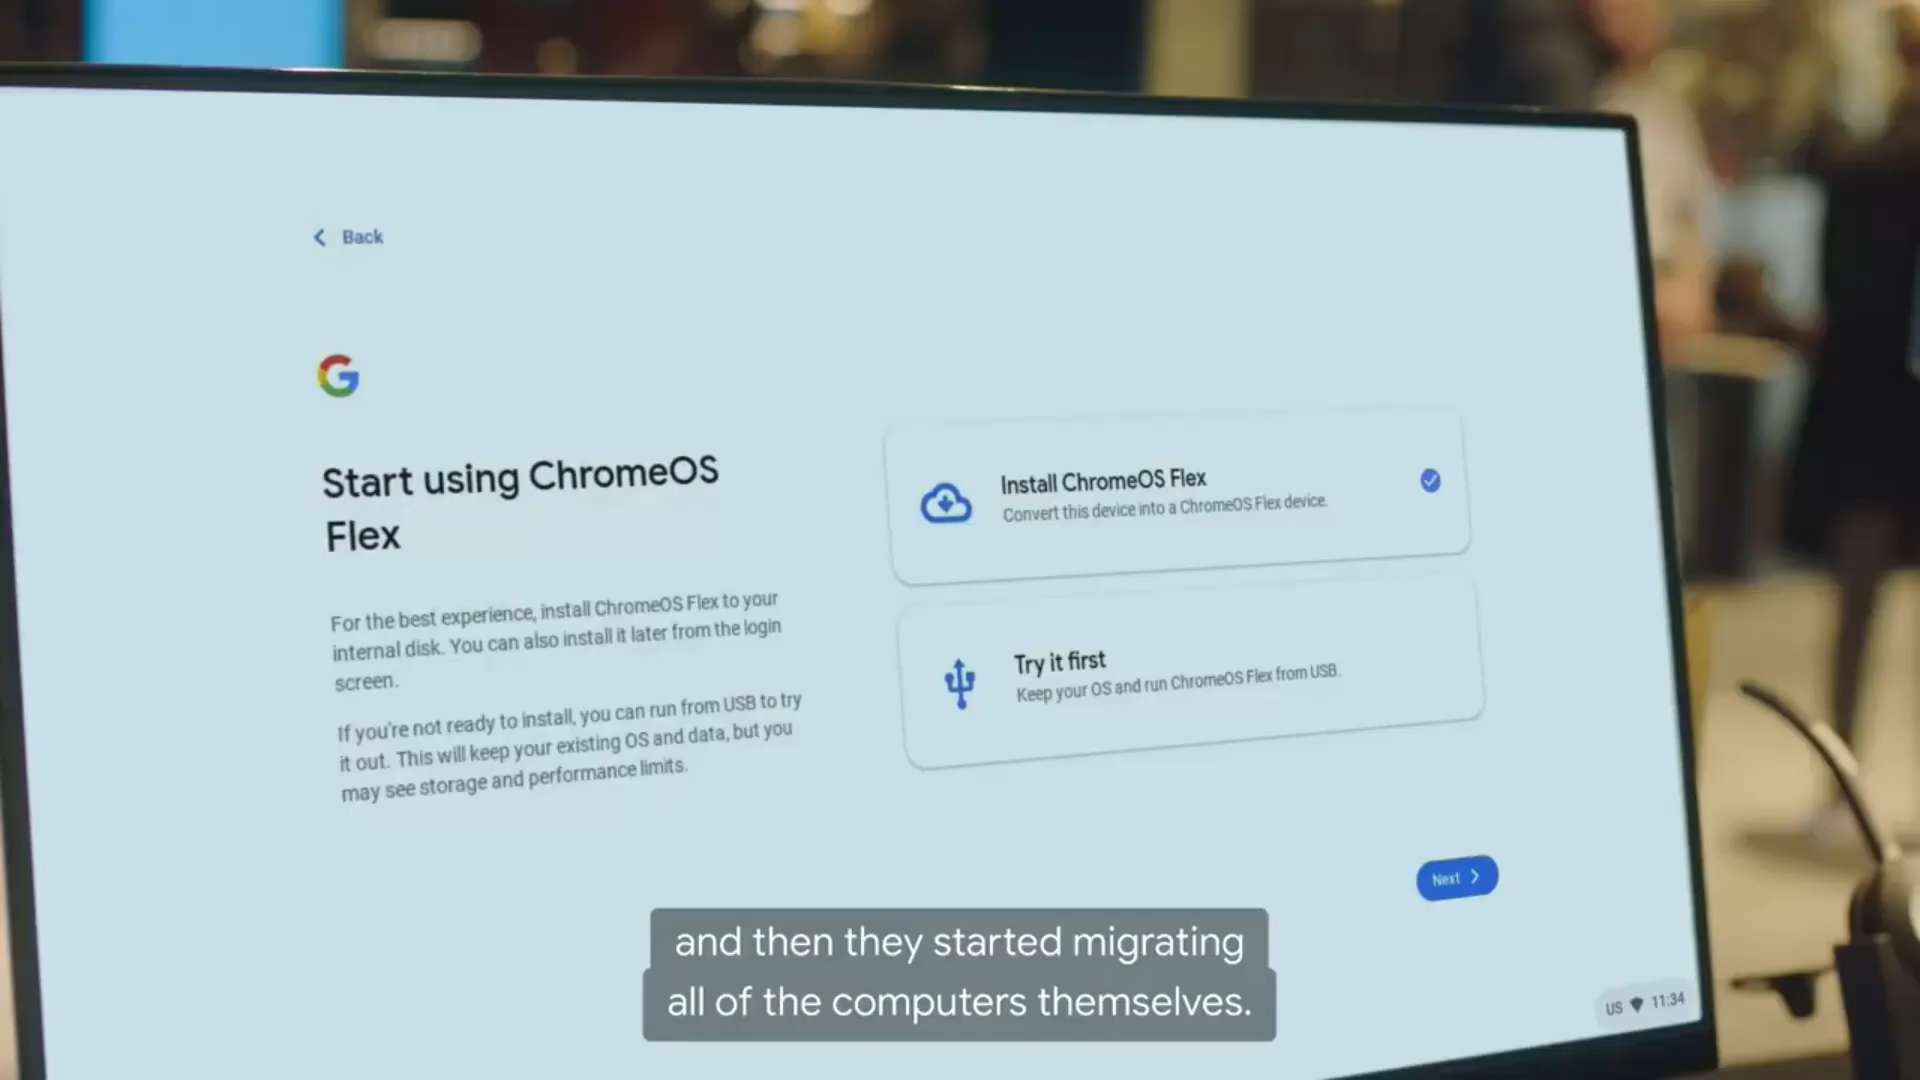 Back
Start using ChromeOS
Flex
For the best experience, install ChromeOS Flex to your
internal disk. You can also install it later from the login
screen.
If you're not ready to install, you can run from USB to try
it out. This will keep your existing OS and data, but you
may see storage and performance limits.
Install ChromeOS Flex
Convert this device into a ChromeOS Flex device.
Try it first
Keep your OS and run ChromeOS Flex from USB.
Next
US 11:34
and then they started migrating
all of the computers themselves.